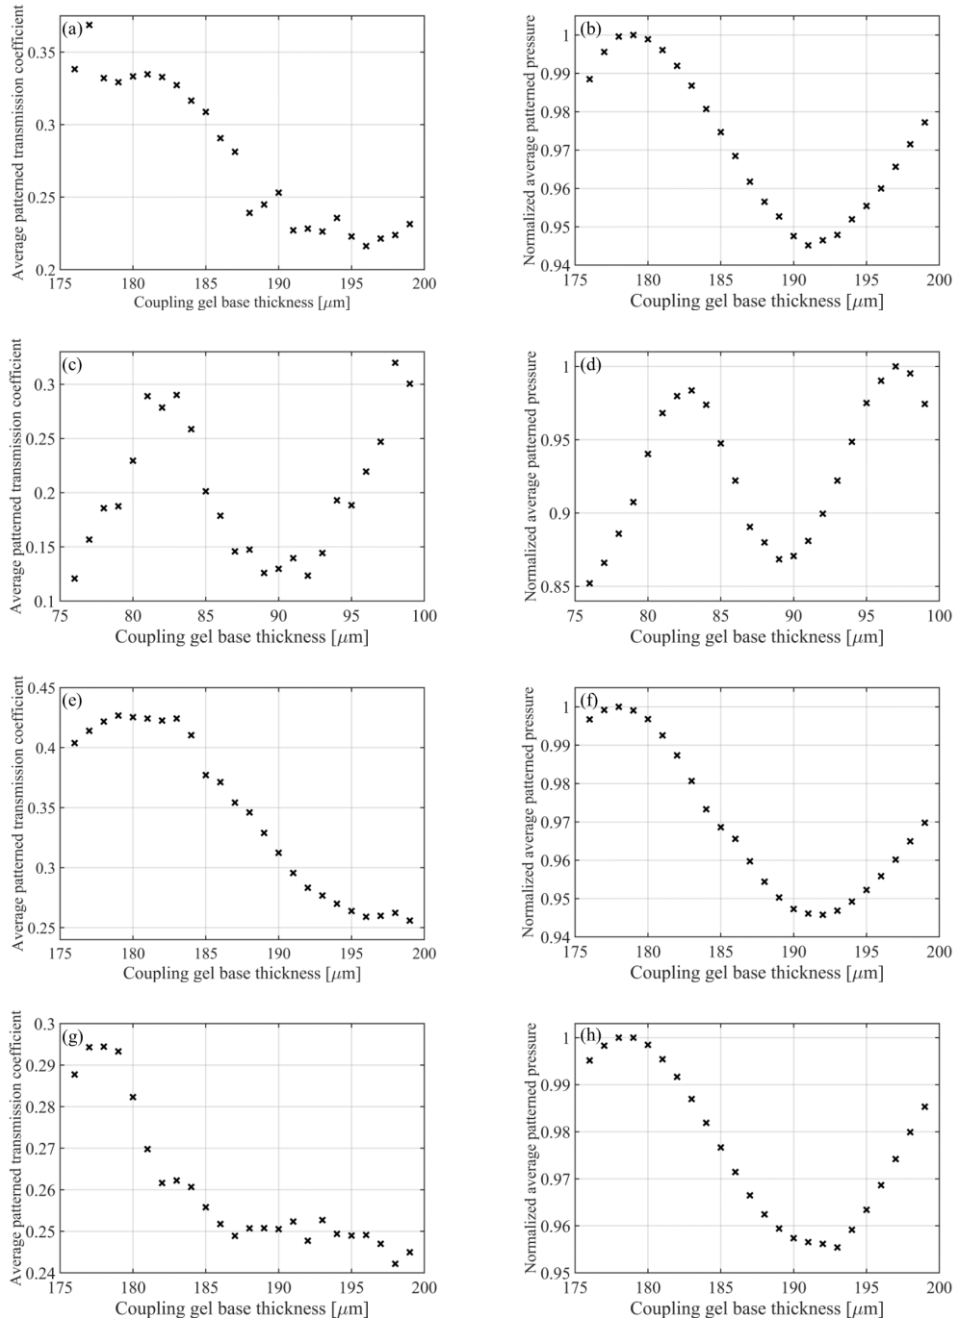 (a)
Average patterned transmission coefficient
0.35
0.3
0.25
0.2
175 180 185 190 195 200
Coupling gel base thickness [μm]
(b)
Normalized average patterned pressure
1
0.99
0.98
0.97
0.96
0.95
0.94
175 180 185 190 195 200
Coupling gel base thickness [μm]
(c)
Average patterned transmission coefficient
0.3
0.25
0.2
0.15
0.1
75 80 85 90 95 100
Coupling gel base thickness [μm]
(d)
Normalized average patterned pressure
1
0.95
0.9
0.85
75 80 85 90 95 100
Coupling gel base thickness [μm]
(e)
Average patterned transmission coefficient
0.45
0.4
0.35
0.3
0.25
175 180 185 190 195 200
Coupling gel base thickness [μm]
(f)
Normalized average patterned pressure
1
0.99
0.98
0.97
0.96
0.95
0.94
175 180 185 190 195 200
Coupling gel base thickness [μm]
(g)
Average patterned transmission coefficient
0.3
0.29
0.28
0.27
0.26
0.25
0.24
175 180 185 190 195 200
Coupling gel base thickness [μm]
(h)
Normalized average patterned pressure
1
0.99
0.98
0.97
0.96
0.95
175 180 185 190 195 200
Coupling gel base thickness [μm]